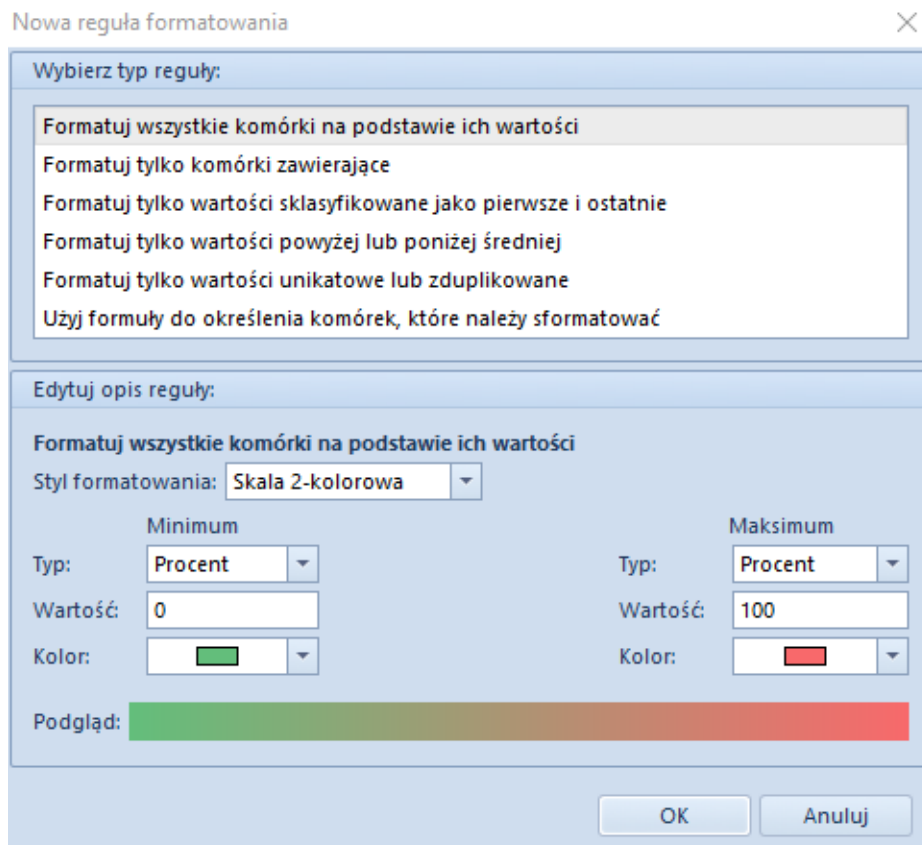 Nowa reguła formatowania
Wybierz typ reguły:
Formatuj wszystkie komórki na podstawie ich wartości
Formatuj tylko komórki zawierające
Formatuj tylko wartości sklasyfikowane jako pierwsze i ostatnie
Formatuj tylko wartości powyżej lub poniżej średniej
Formatuj tylko wartości unikatowe lub zduplikowane
Użyj formuły do określenia komórek, które należy sformatować
Edytuj opis reguły:
Formatuj wszystkie komórki na podstawie ich wartości
Styl formatowania: Skala 2-kolorowa
Minimum Maksimum
Typ: Procent Typ: Procent
Wartość: 0 Wartość: 100
Kolor: Kolor:
Podgląd:
OK Anuluj